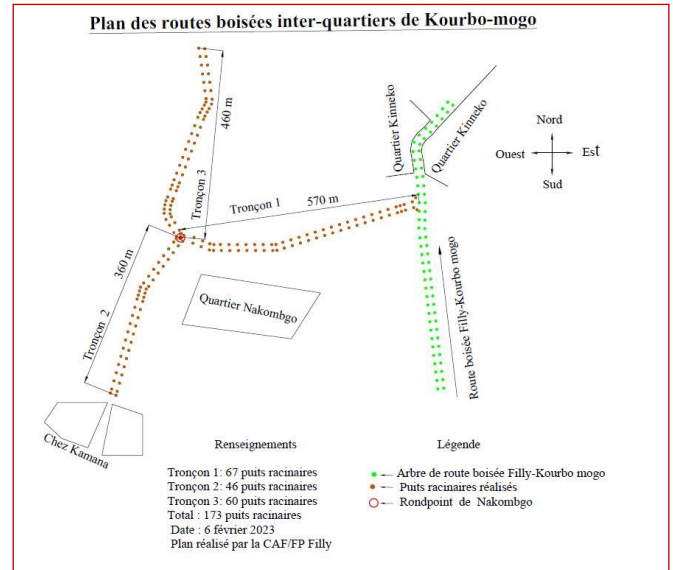 Plan des routes boisées inter-quartiers de Kourbo-mogo
460 m
Tronçon 3
Quartier Kinneko
Quartier Kinneko
Nord
Ouest
Est
Sud
Tronçon 1
570 m
360 m
Tronçon 2
Quartier Nakombgo
Route boisée Filly-Kourbo mogo
Chez Kamana
Renseignements
Tronçon 1: 67 puits racinaires
Tronçon 2: 46 puits racinaires
Tronçon 3: 60 puits racinaires
Total : 173 puits racinaires
Date : 6 février 2023
Plan réalisé par la CAF/FP Filly
Légende
Arbre de route boisée Filly-Kourbo mogo
Puits racinaires réalisés
Rondpoint de Nakombgo